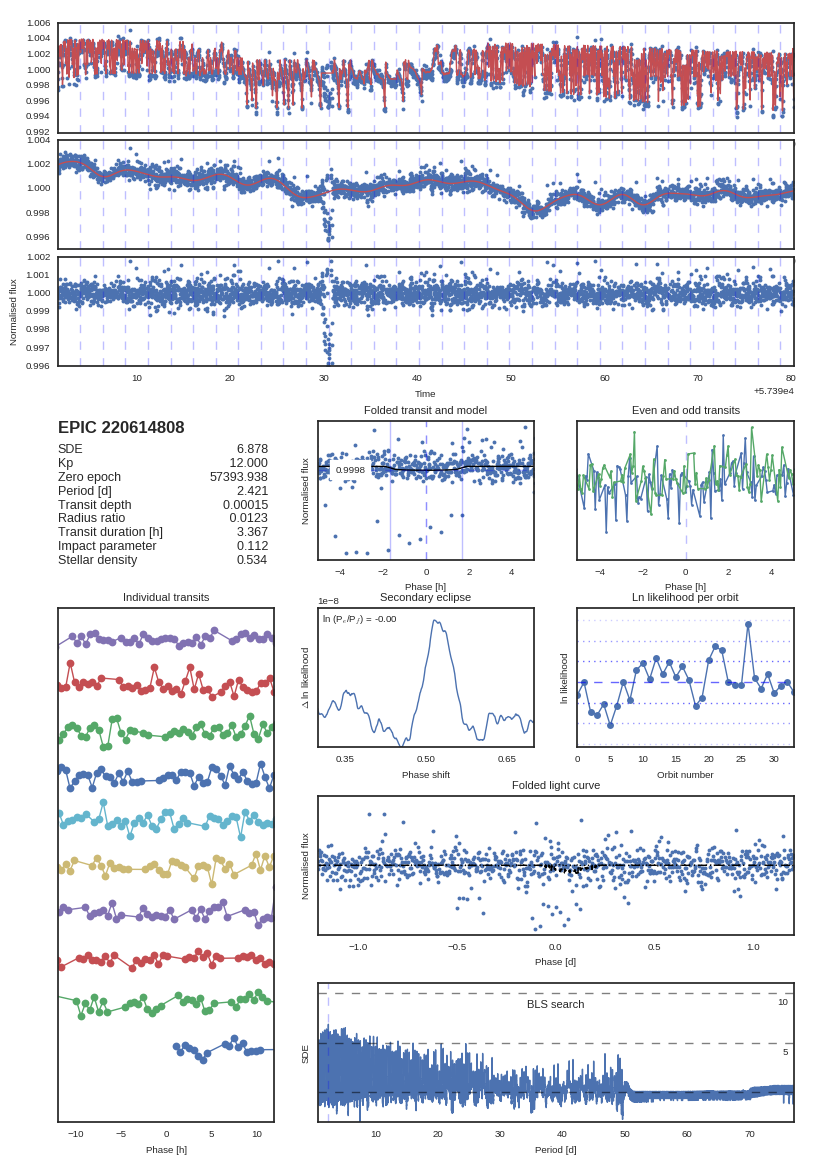 1.006
1.004
1.002
1.000
0.998
0.996
0.994
0.992
1.004
1.002
1.000
0.998
0.996
1.002
1.001
1.000
0.999
0.998
0.997
0.996
Normalised flux
10 20 30 40 50 60 70 80
Time
+5.739e4
EPIC 220614808
SDE 6.878
Kp 12.000
Zero epoch 57393.938
Period [d] 2.421
Transit depth 0.00015
Radius ratio 0.0123
Transit duration [h] 3.367
Impact parameter 0.112
Stellar density 0.534
Folded transit and model
Normalised flux
0.9998
−4 −2 0 2 4
Phase [h]
Even and odd transits
−4 −2 0 2 4
Phase [h]
Individual transits
−10 −5 0 5 10
Phase [h]
Secondary eclipse
1e−8
ln (Pₑ/P𝑓) = -0.00
Δ ln likelihood
0.35 0.50 0.65
Phase shift
Ln likelihood per orbit
ln likelihood
0 5 10 15 20 25 30
Orbit number
Folded light curve
Normalised flux
−1.0 −0.5 0.0 0.5 1.0
Phase [d]
BLS search
10
5
SDE
10 20 30 40 50 60 70
Period [d]